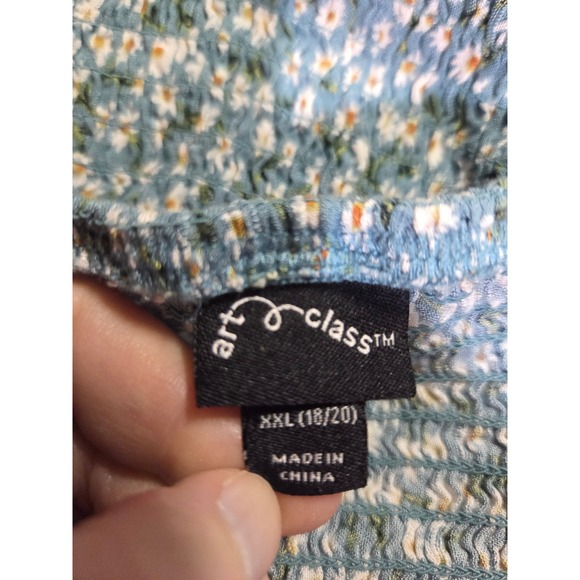 art class™
XXL (18/20)
MADE IN
CHINA